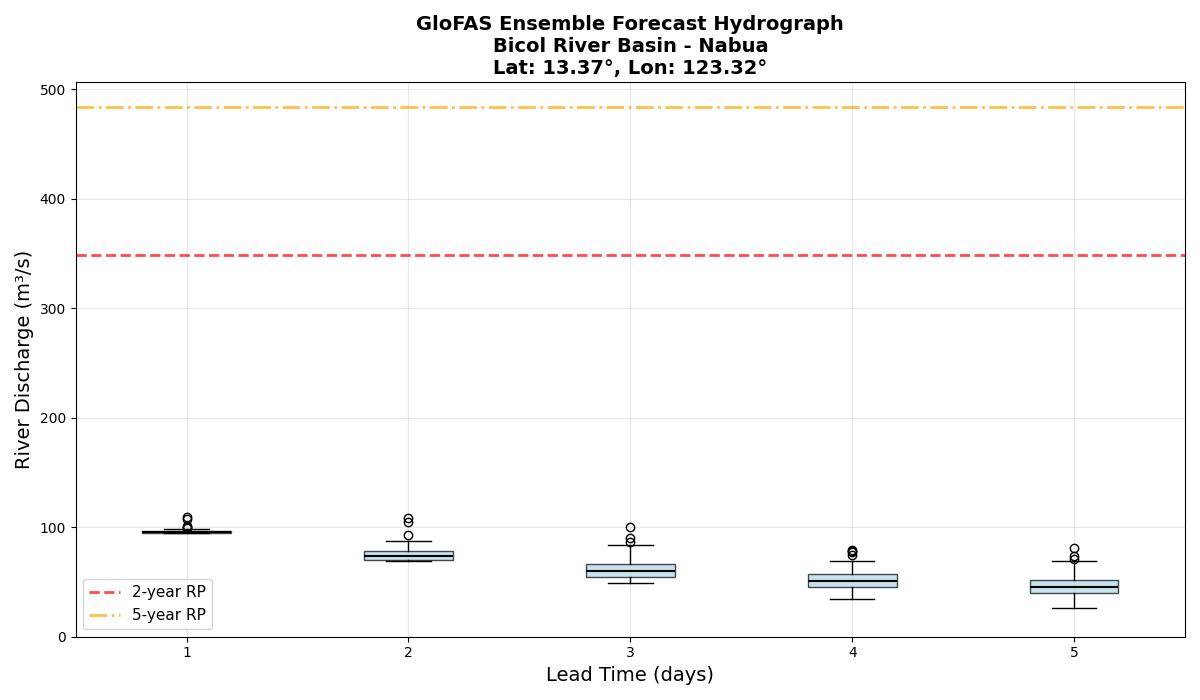 GloFAS Ensemble Forecast Hydrograph
Bicol River Basin - Nabua
Lat: 13.37°, Lon: 123.32°
River Discharge (m³/s)
500
400
300
200
100
0
2-year RP
5-year RP
1 2 3 4 5
Lead Time (days)